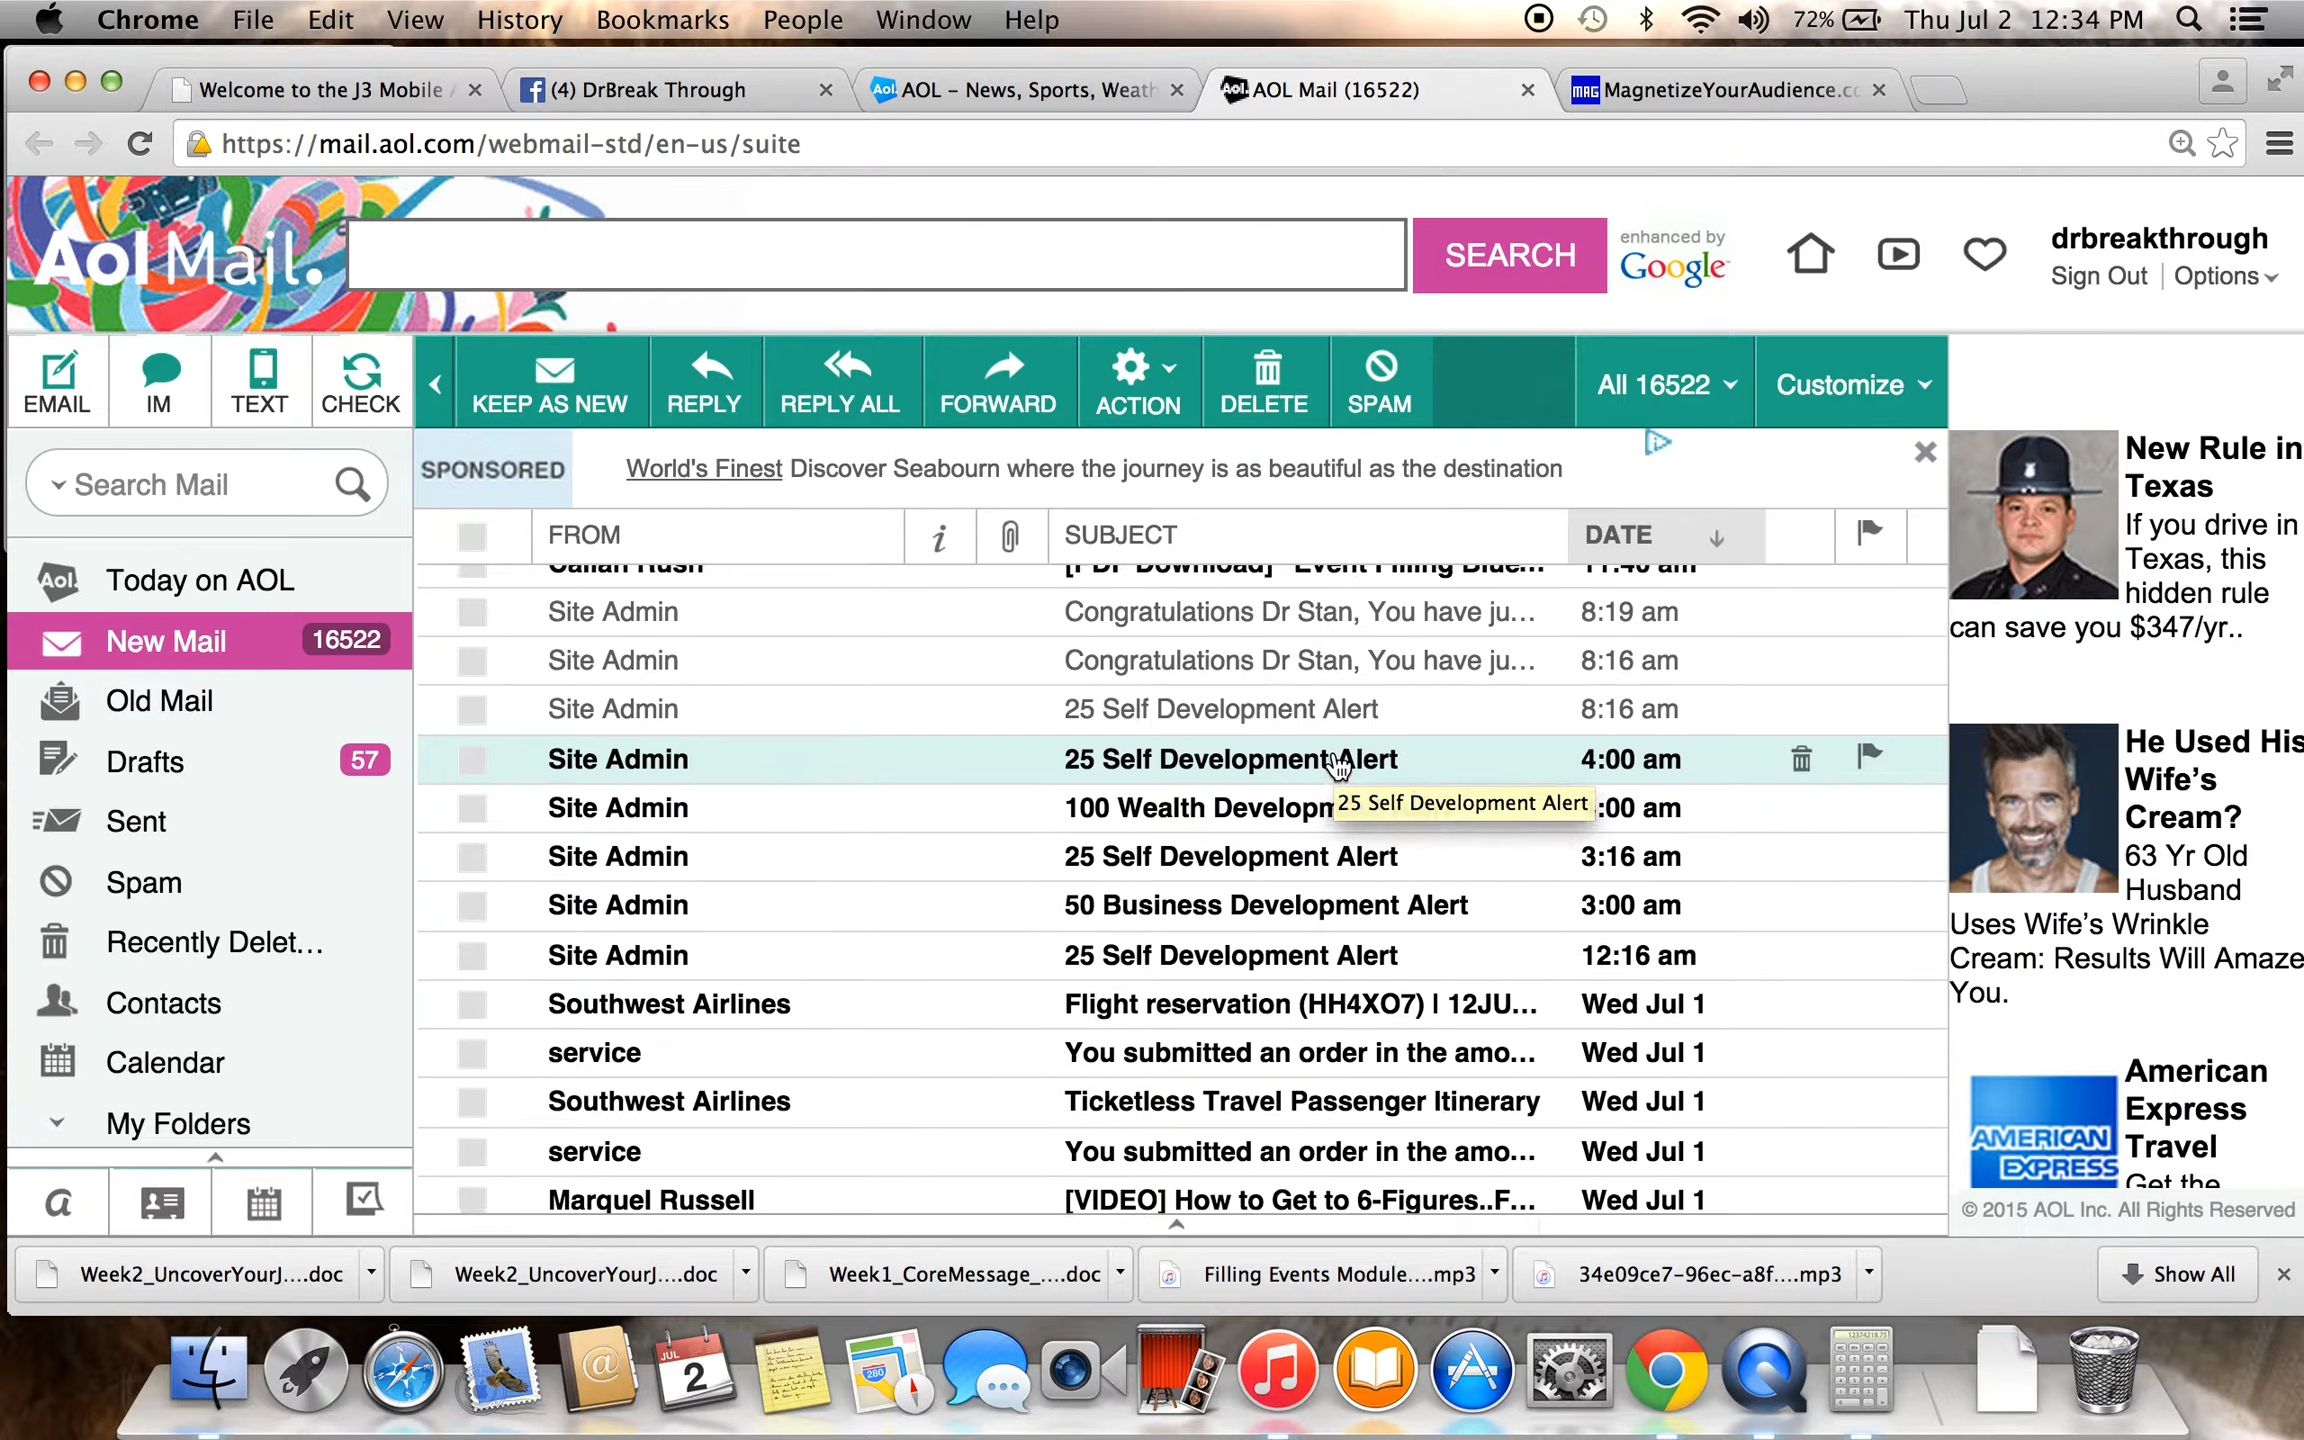 Chrome File Edit View History Bookmarks People Window Help 72% Thu Jul 2 12:34 PM
Welcome to the J3 Mobile (4) DrBreak Through AOL – News, Sports, Weath AOL Mail (16522) MagnetizeYourAudience.co
https://mail.aol.com/webmail-std/en-us/suite
Aol Mail. SEARCH enhanced by Google drbreakthrough
Sign Out Options
EMAIL IM TEXT CHECK KEEP AS NEW REPLY REPLY ALL FORWARD ACTION DELETE SPAM All 16522 Customize
Search Mail
SPONSORED World's Finest Discover Seabourn where the journey is as beautiful as the destination
FROM SUBJECT DATE
Callan Rush 11:40 am
Site Admin Congratulations Dr Stan, You have ju... 8:19 am
Site Admin Congratulations Dr Stan, You have ju... 8:16 am
Site Admin 25 Self Development Alert 8:16 am
Site Admin 25 Self Development Alert 4:00 am
25 Self Development Alert
Site Admin 100 Wealth Developm :00 am
Site Admin 25 Self Development Alert 3:16 am
Site Admin 50 Business Development Alert 3:00 am
Site Admin 25 Self Development Alert 12:16 am
Southwest Airlines Flight reservation (HH4XO7) | 12JU... Wed Jul 1
service You submitted an order in the amo... Wed Jul 1
Southwest Airlines Ticketless Travel Passenger Itinerary Wed Jul 1
service You submitted an order in the amo... Wed Jul 1
Marquel Russell [VIDEO] How to Get to 6-Figures..F... Wed Jul 1
Aol. Today on AOL
New Mail 16522
Old Mail
Drafts 57
Sent
Spam
Recently Delet...
Contacts
Calendar
My Folders
New Rule in
Texas
If you drive in
Texas, this
hidden rule
can save you $347/yr..
He Used His
Wife's
Cream?
63 Yr Old
Husband
Uses Wife's Wrinkle
Cream: Results Will Amaze
You.
American
Express
Travel
Get the
AMERICAN
EXPRESS
© 2015 AOL Inc. All Rights Reserved
Week2_UncoverYourJ....doc Week2_UncoverYourJ....doc Week1_CoreMessage_....doc Filling Events Module....mp3 34e09ce7-96ec-a8f....mp3 Show All
JUL
2
280